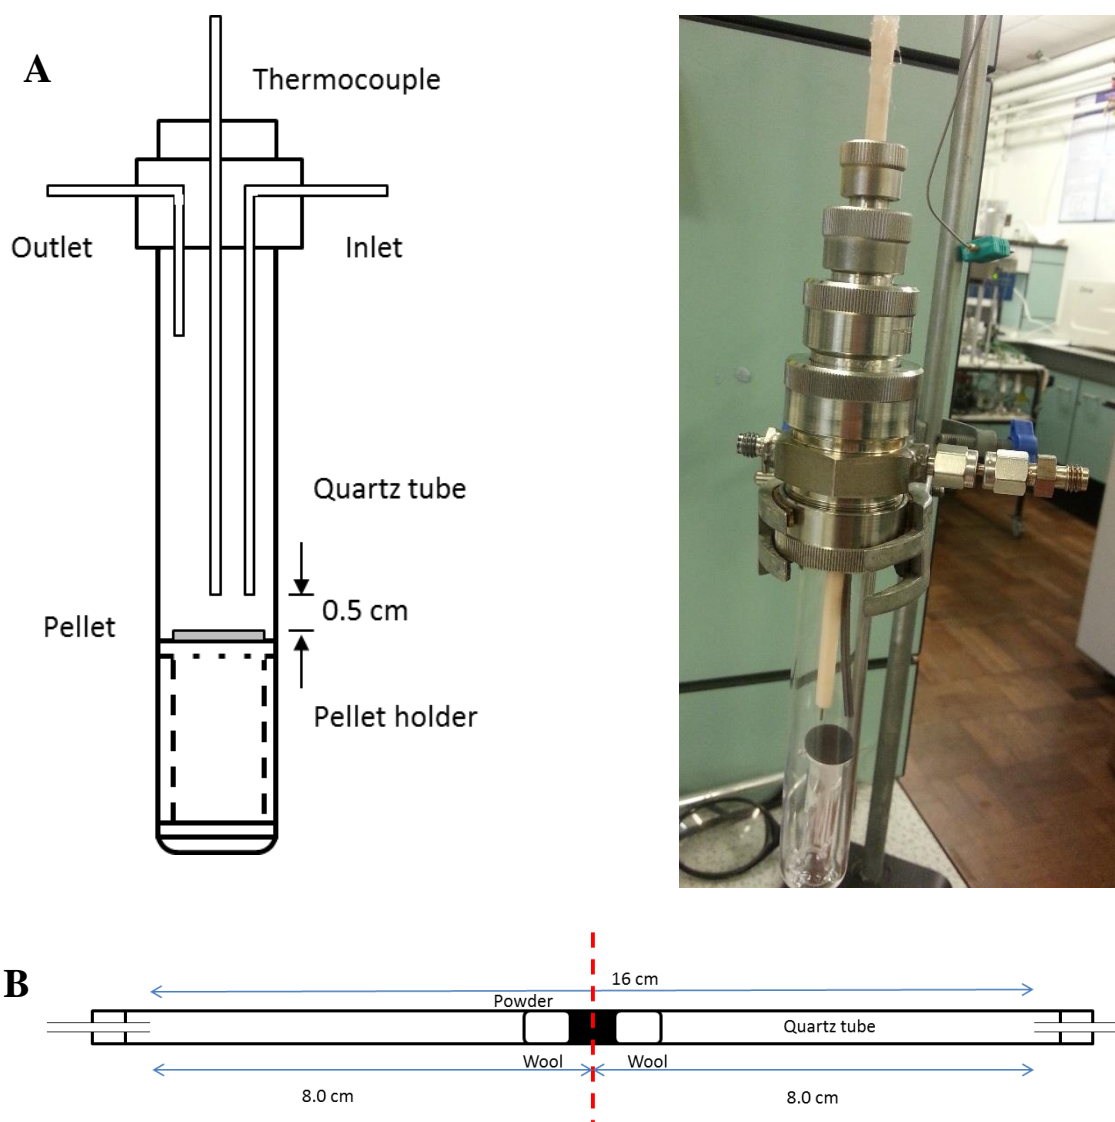 A
Thermocouple
Outlet
Inlet
Quartz tube
0.5 cm
Pellet
Pellet holder
B
16 cm
Powder
Quartz tube
Wool
Wool
8.0 cm
8.0 cm